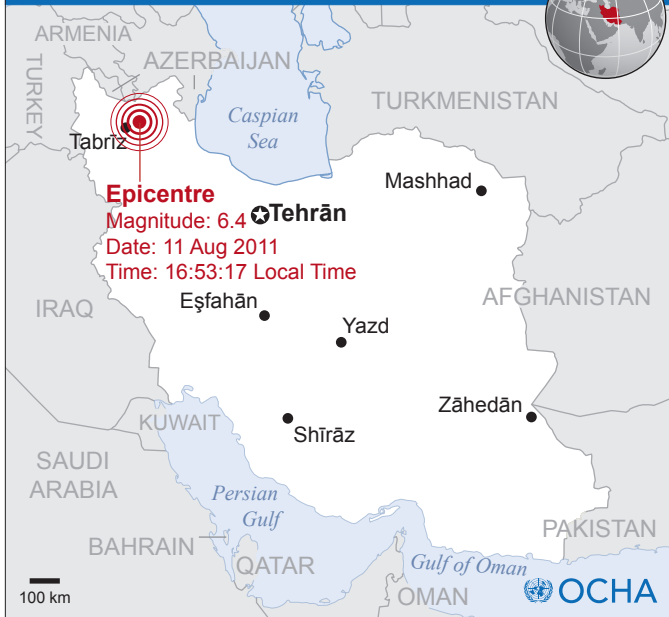 ARMENIA
AZERBAIJAN
TURKEY
TURKMENISTAN
Caspian
Sea
Tabrīz
Mashhad
Epicentre
Magnitude: 6.4
Tehrān
Date: 11 Aug 2011
Time: 16:53:17 Local Time
IRAQ
Eşfahān
AFGHANISTAN
Yazd
KUWAIT
Shīrāz
Zāhedān
SAUDI
ARABIA
Persian
Gulf
PAKISTAN
BAHRAIN
QATAR
Gulf of Oman
OMAN
100 km
OCHA